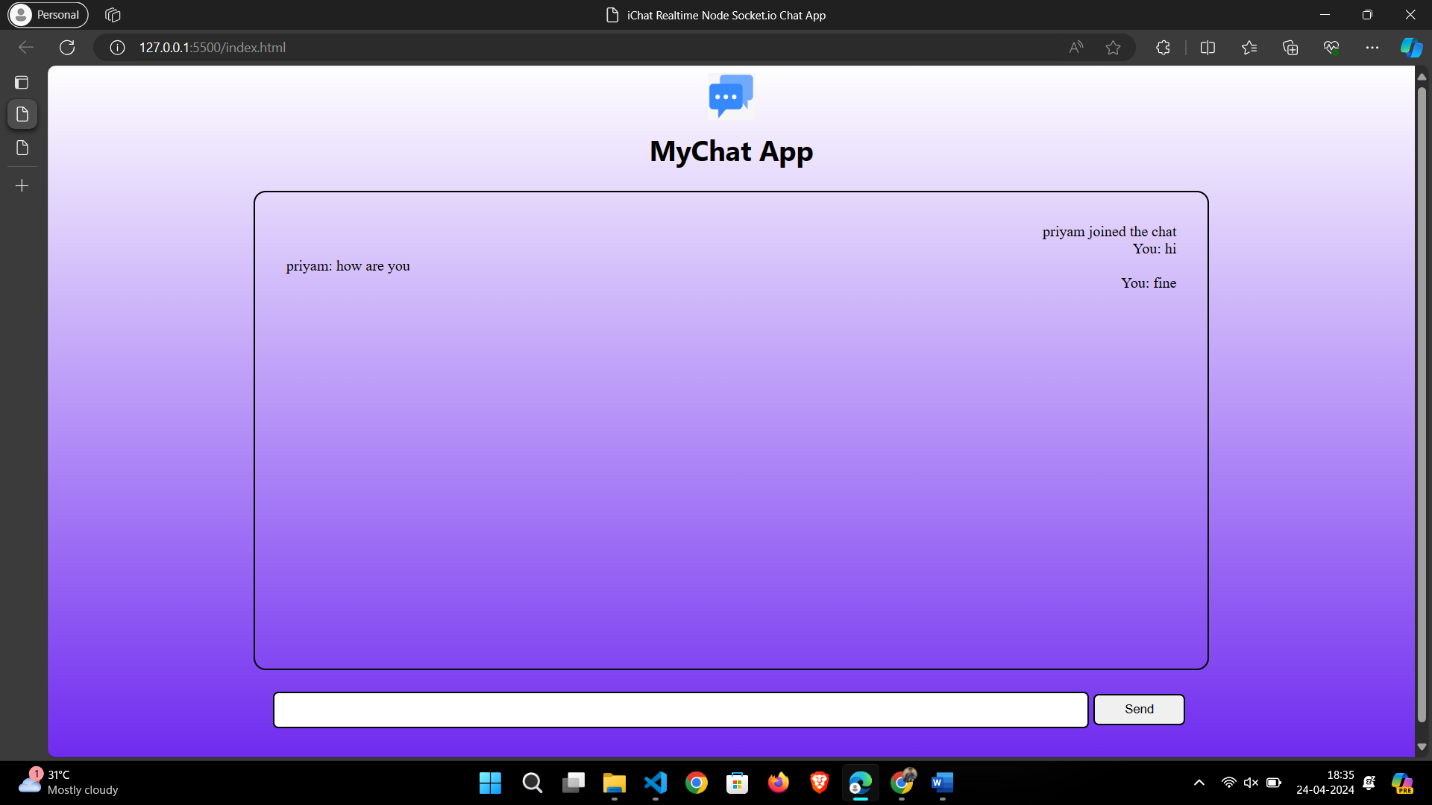 Personal
iChat Realtime Node Socket.io Chat App
127.0.0.1:5500/index.html
MyChat App
priyam joined the chat
You: hi
priyam: how are you
You: fine
Send
1
31°C
Mostly cloudy
W
18:35
24-04-2024
PRE